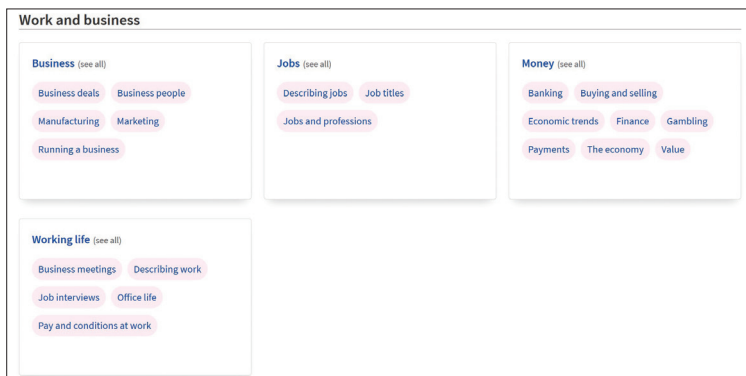 Work and business
Business (see all)
Business deals Business people
Manufacturing Marketing
Running a business
Jobs (see all)
Describing jobs Job titles
Jobs and professions
Money (see all)
Banking Buying and selling
Economic trends Finance Gambling
Payments The economy Value
Working life (see all)
Business meetings Describing work
Job interviews Office life
Pay and conditions at work